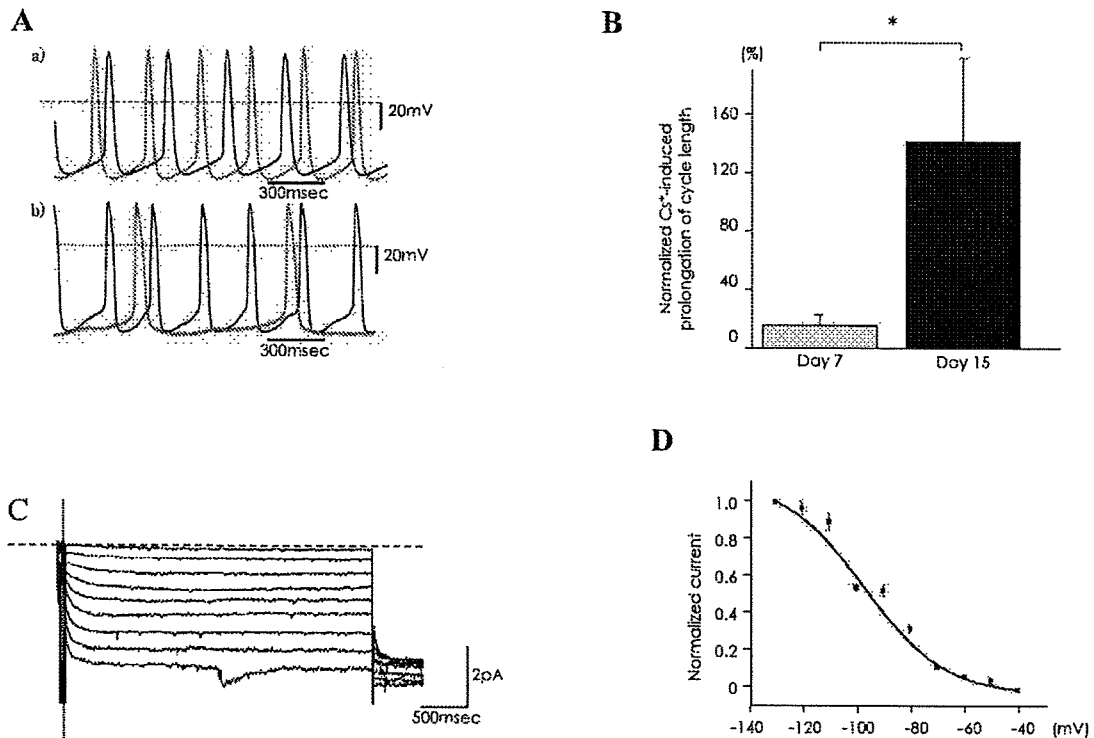 A
a)
20mV
300msec
b)
20mV
300msec
B
*
(%)
Normalized Cs⁺-induced
prolongation of cycle length
160
120
80
40
0
Day 7
Day 15
C
2pA
500msec
D
Normalized current
1.0
0.8
0.6
0.4
0.2
0
-140
-120
-100
-80
-60
-40
(mV)